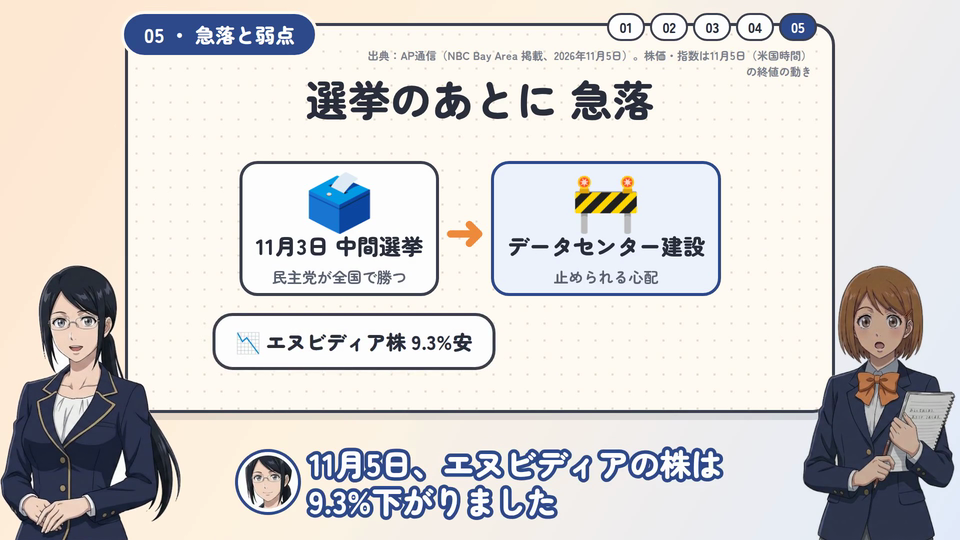 05 ・ 急落と弱点
01 02 03 04 05
出典：AP通信（NBC Bay Area 掲載、2026年11月5日）。株価・指数は11月5日（米国時間）
の終値の動き
選挙のあとに 急落
11月3日 中間選挙
民主党が全国で勝つ
データセンター建設
止められる心配
エヌビディア株 9.3%安
11月5日、エヌビディアの株は
9.3%下がりました